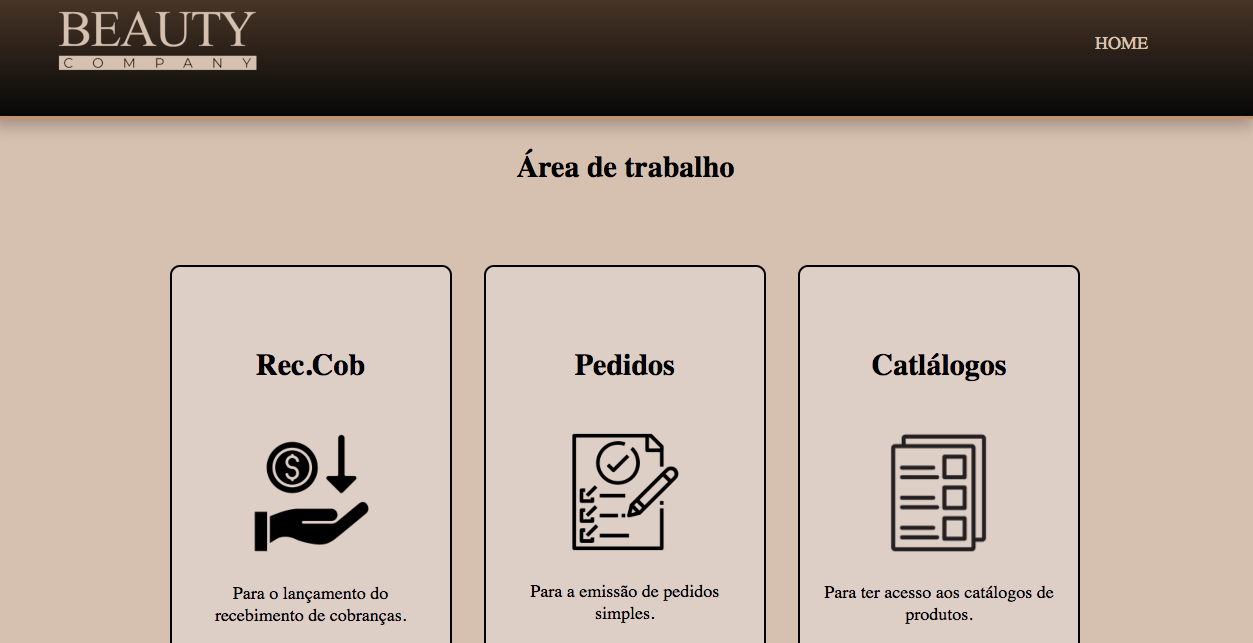 BEAUTY
COMPANY
HOME
Área de trabalho
Rec.Cob
Pedidos
Catlálogos
$
Para o lançamento do
recebimento de cobranças.
Para a emissão de pedidos
simples.
Para ter acesso aos catálogos de
produtos.